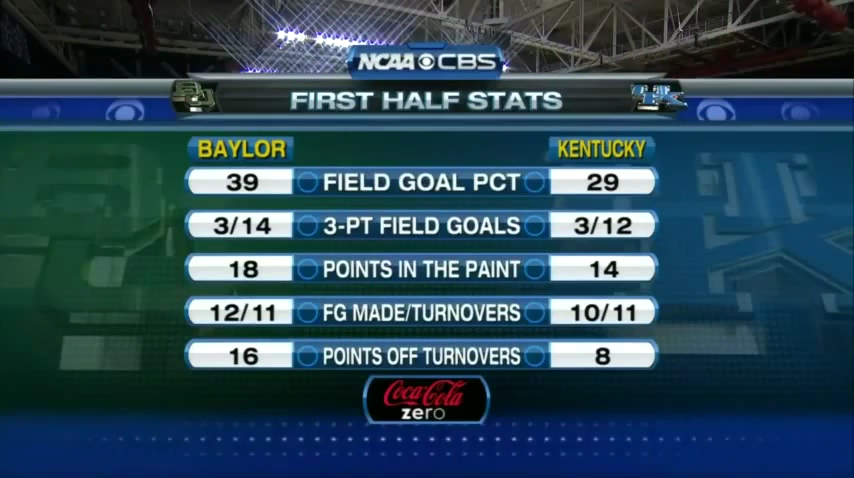 NCAA CBS
BU FIRST HALF STATS UK
BAYLOR KENTUCKY
39 FIELD GOAL PCT 29
3/14 3-PT FIELD GOALS 3/12
18 POINTS IN THE PAINT 14
12/11 FG MADE/TURNOVERS 10/11
16 POINTS OFF TURNOVERS 8
Coca-Cola
zero